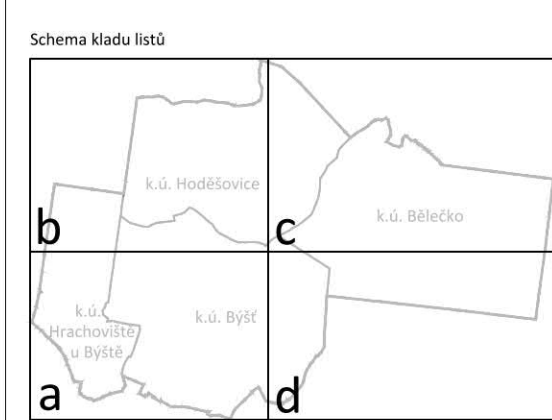 Schema kladu listů
k.ú. Hoděšovice
k.ú. Bělečko
b
c
k.ú.
Hrachoviště
u Býště
k.ú. Býšť
a
d